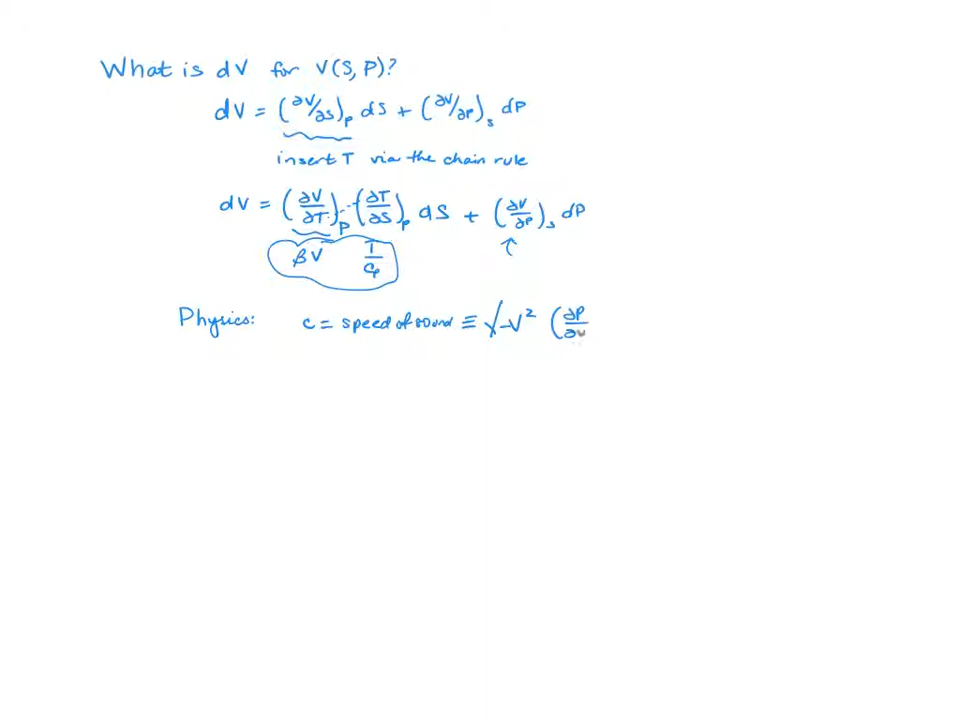 What is dV for V(S, P)?
dV = (∂V/∂S)_P dS + (∂V/∂P)_S dP
insert T via the chain rule
dV = (∂V/∂T)_P · (∂T/∂S)_P dS + (∂V/∂P)_S dP
βV T/C_P ↑
Physics: c = speed of sound ≡ √-V² (∂P/∂V